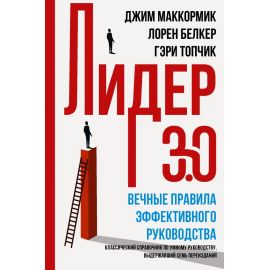 ДЖИМ МАККОРМИК
ЛОРЕН БЕЛКЕР
ГЭРИ ТОПЧИК
ЛИДЕР
3.0
ВЕЧНЫЕ ПРАВИЛА
ЭФФЕКТИВНОГО
РУКОВОДСТВА
КЛАССИЧЕСКИЙ СПРАВОЧНИК ПО УМНОМУ РУКОВОДСТВУ,
ВЫДЕРЖАВШИЙ СЕМЬ ПЕРЕИЗДАНИЙ